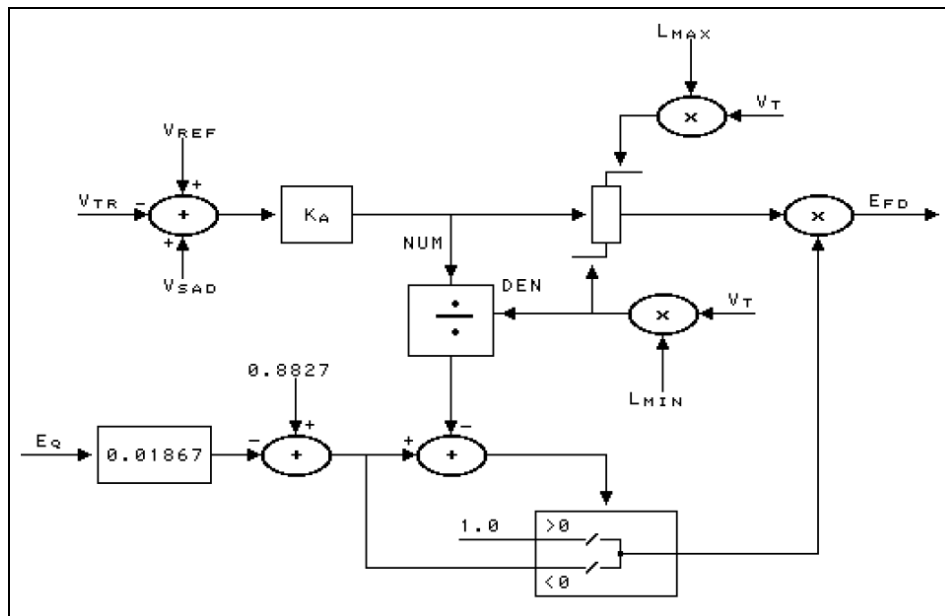 LMAX
×
VT
VREF
+
VTR
-
+
KA
×
EFD
+
VSAD
NUM
DEN
÷
×
VT
LMIN
0.8827
+
-
EQ
0.01867
-
+
+
+
1.0
>0
<0